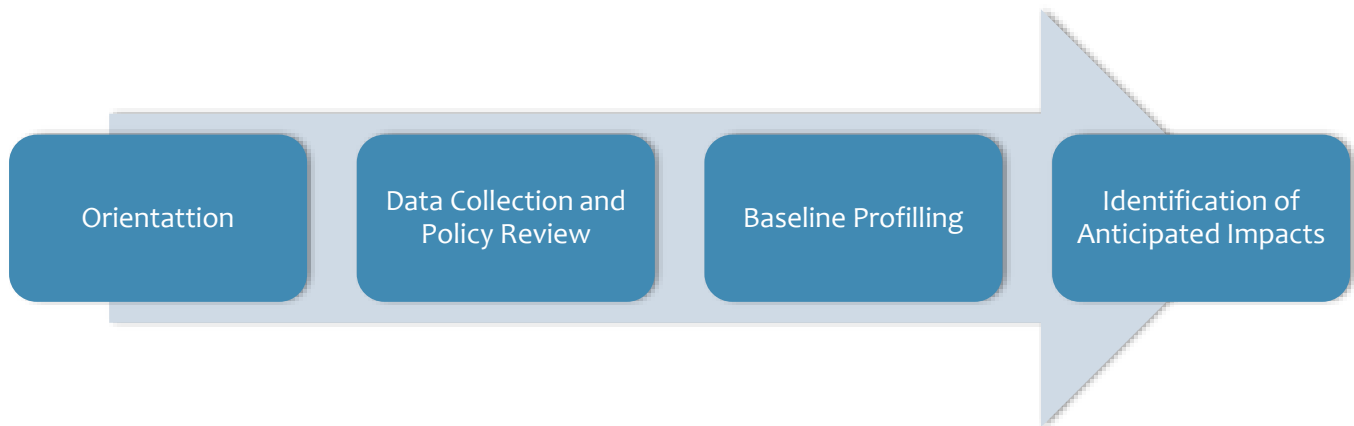 Orientattion
Data Collection and
Policy Review
Baseline Profilling
Identification of
Anticipated Impacts